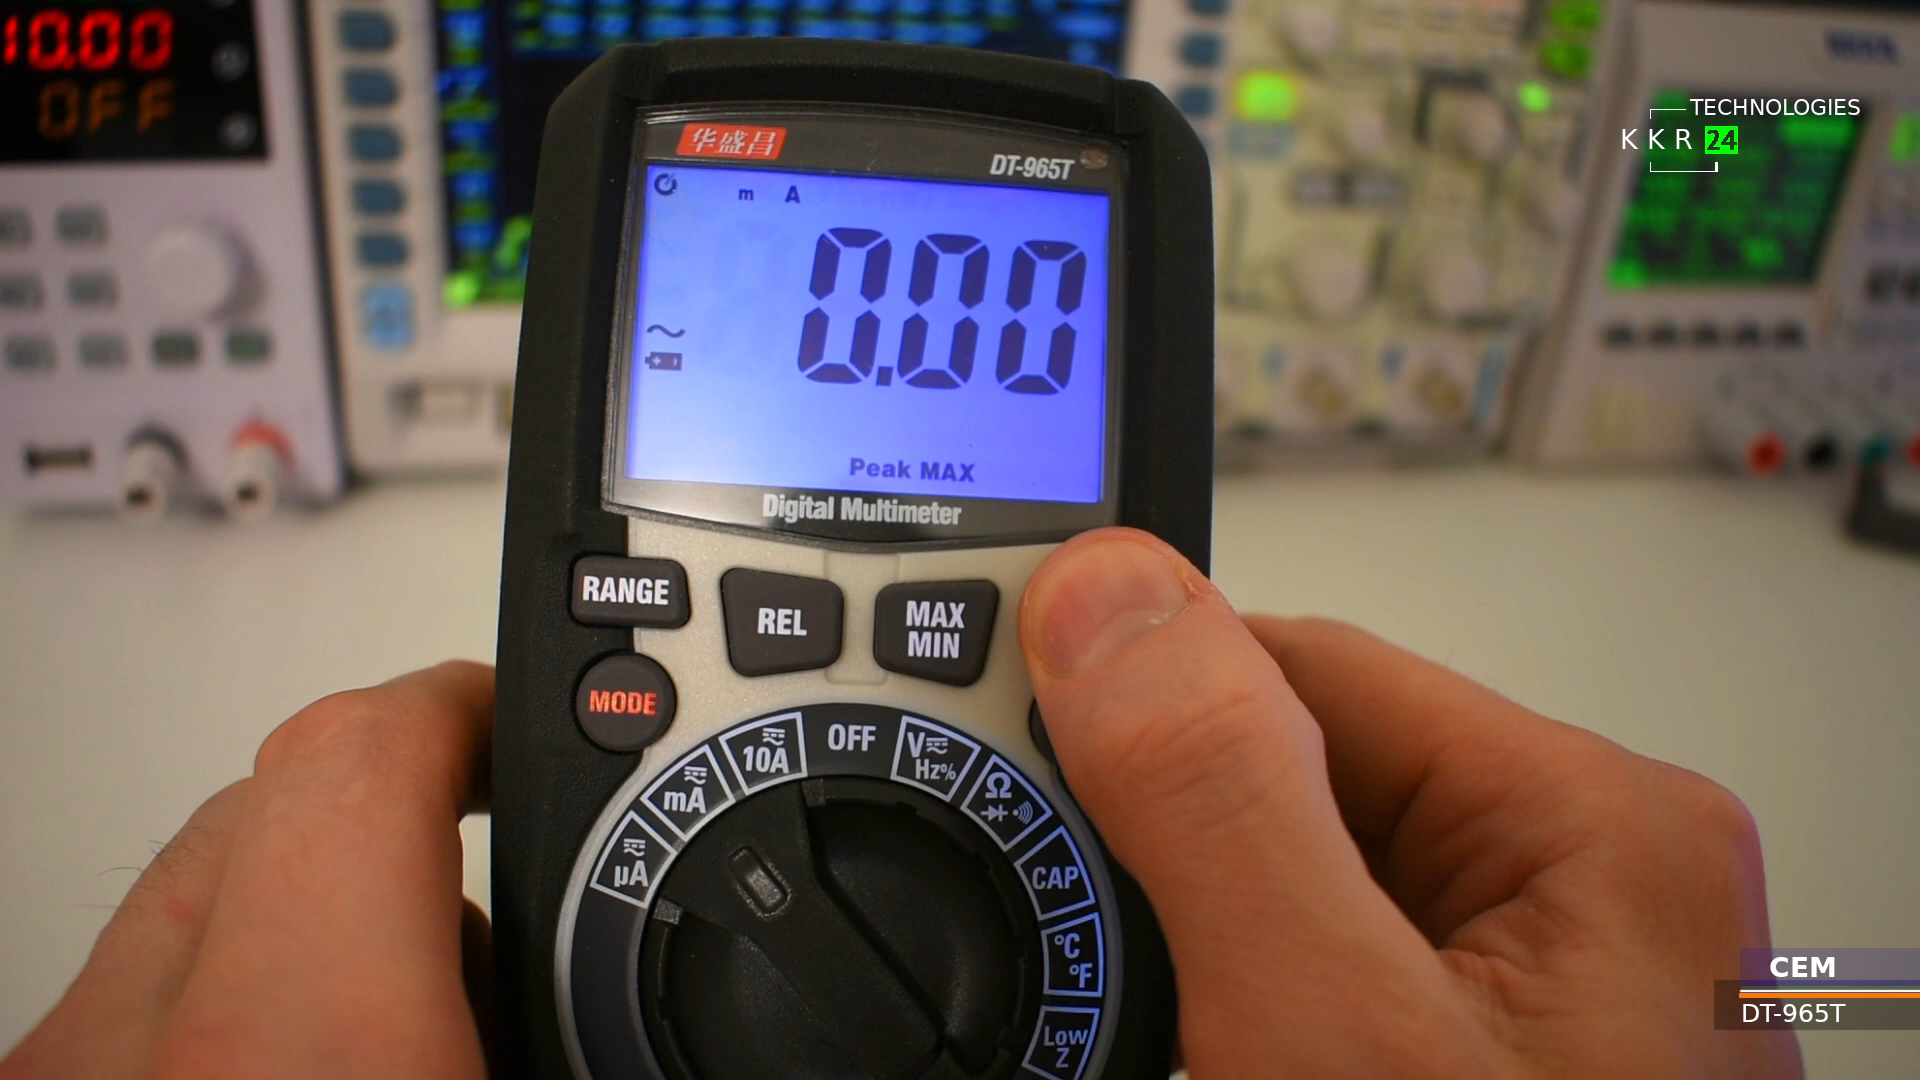 10.00
OFF
TECHNOLOGIES
KKR 24
华盛昌
DT-965T
m A
0.00
Peak MAX
Digital Multimeter
RANGE
REL
MAX
MIN
MODE
OFF
10A
mA
µA
V
Hz%
Ω
CAP
°C
°F
Low
Z
CEM
DT-965T